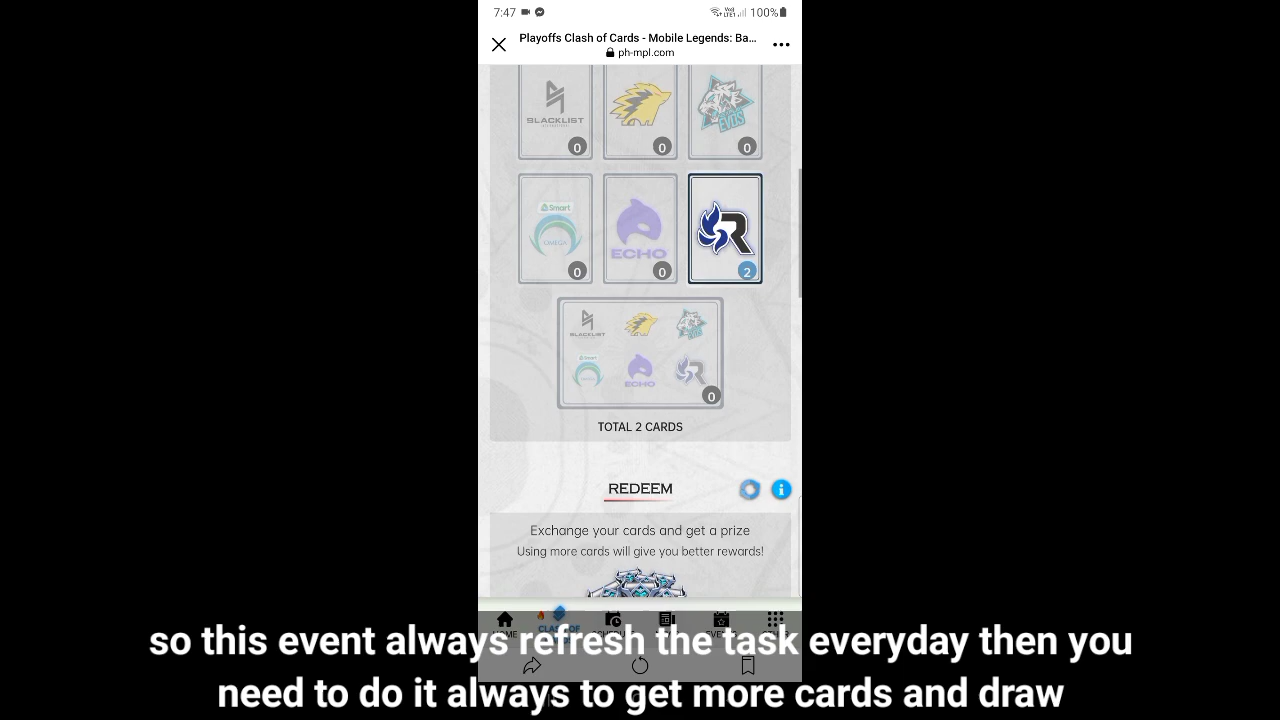 7:47
100%
Playoffs Clash of Cards - Mobile Legends: Ba...
ph-mpl.com
BLACKLIST
EVOS
0
0
0
Smart
OMEGA
ECHO
R
0
0
2
BLACKLIST
ECHO
0
TOTAL 2 CARDS
REDEEM
Exchange your cards and get a prize
Using more cards will give you better rewards!
so this event always refresh the task everyday then you
need to do it always to get more cards and draw